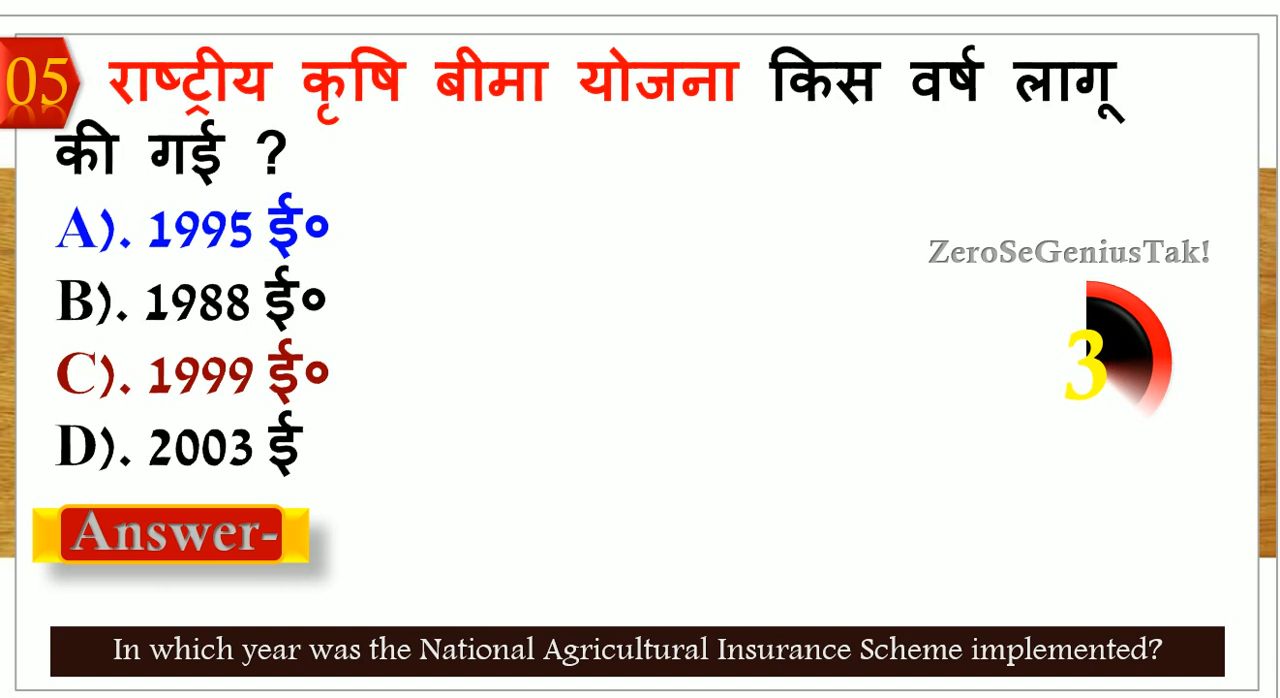 05 राष्ट्रीय कृषि बीमा योजना किस वर्ष लागू
की गई ?
A). 1995 ई०
B). 1988 ई०
C). 1999 ई०
D). 2003 ई
ZeroSeGeniusTak!
3
Answer-
In which year was the National Agricultural Insurance Scheme implemented?